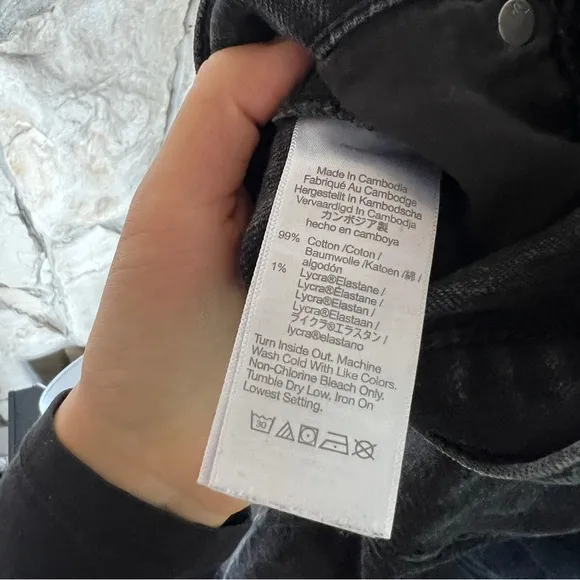 Made In Cambodia
Fabriqué Au Cambodge
Hergestellt In Kambodscha
Vervaardigd In Cambodja
カンボジア製
hecho en camboya
99% Cotton /Coton /
Baumwolle /Katoen /綿 /
algodón
1% Lycra®Elastane /
Lycra®Élastane /
Lycra®Elastan /
Lycra®Elastaan /
ライクラ®エラスタン /
lycra®elastano
Turn Inside Out. Machine
Wash Cold With Like Colors.
Non-Chlorine Bleach Only.
Tumble Dry Low, Iron On
Lowest Setting.
30